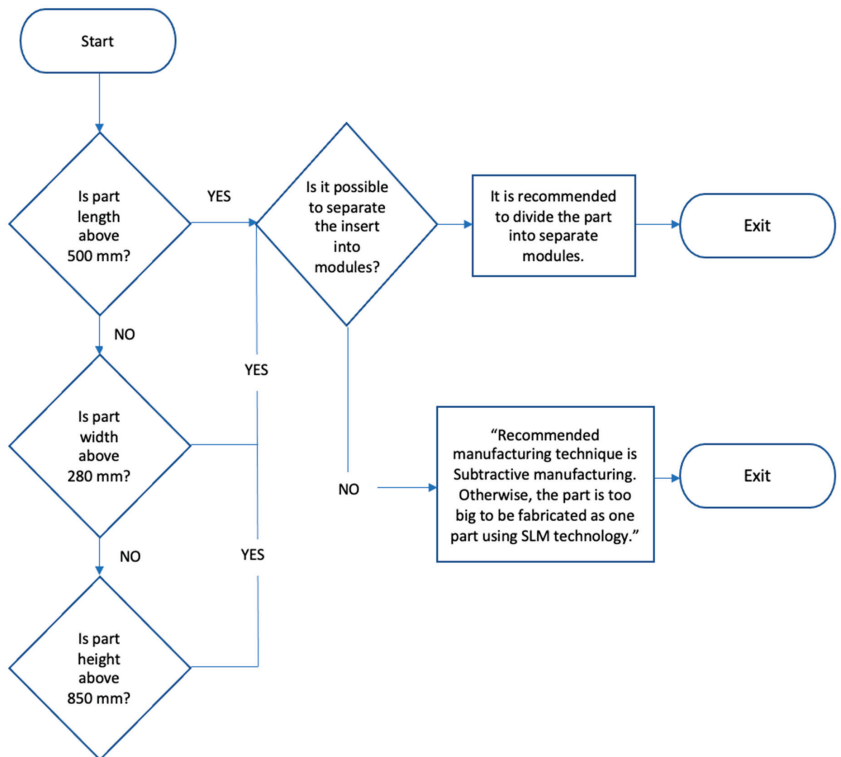 Start
Is part
length
above
500 mm?
YES
Is it possible
to separate
the insert
into
modules?
It is recommended
to divide the part
into separate
modules.
Exit
NO
YES
Is part
width
above
280 mm?
“Recommended
manufacturing technique is
Subtractive manufacturing.
Otherwise, the part is too
big to be fabricated as one
part using SLM technology.”
Exit
NO
NO
YES
Is part
height
above
850 mm?